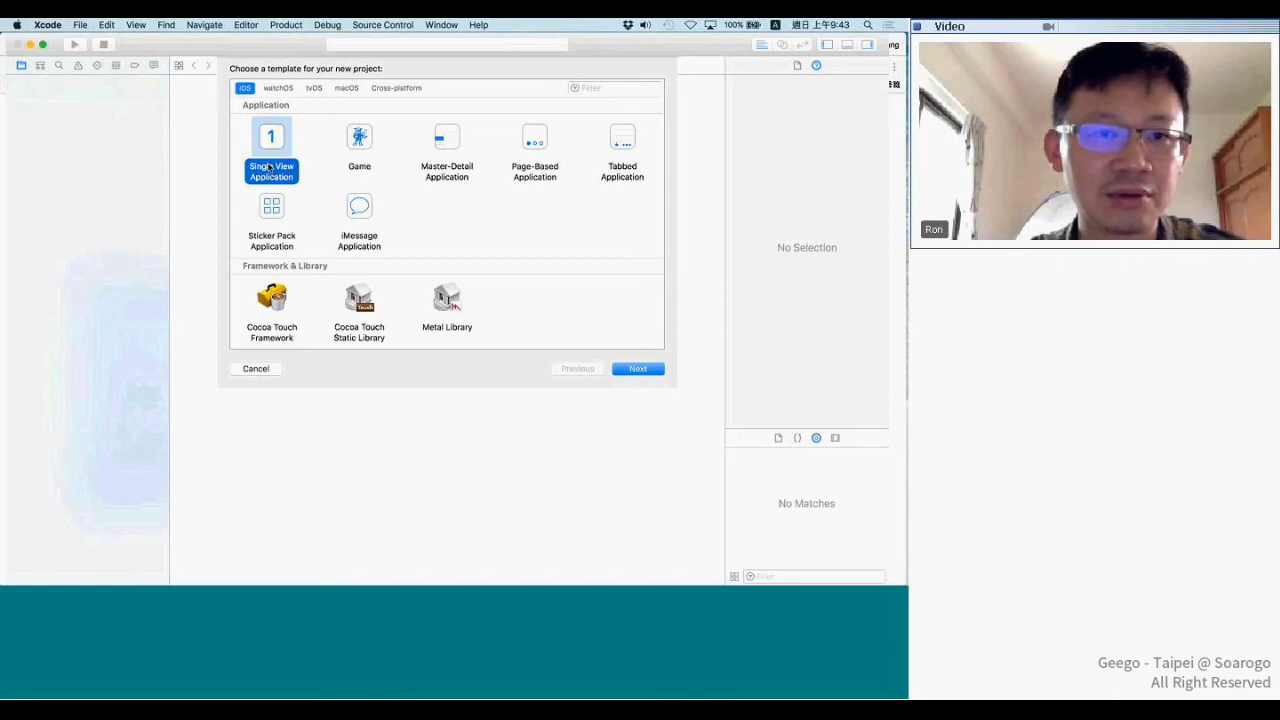 Xcode File Edit View Find Navigate Editor Product Debug Source Control Window Help 100% A 週日 上午9:43
Video
Choose a template for your new project:
iOS watchOS tvOS macOS Cross-platform Filter
Application
1
Single View Application
Game
Master-Detail Application
Page-Based Application
Tabbed Application
Sticker Pack Application
iMessage Application
Framework & Library
Touch
Cocoa Touch Framework
Cocoa Touch Static Library
Metal Library
Cancel Previous Next
No Selection
No Matches
Ron
Geego - Taipei @ Soarogo
All Right Reserved